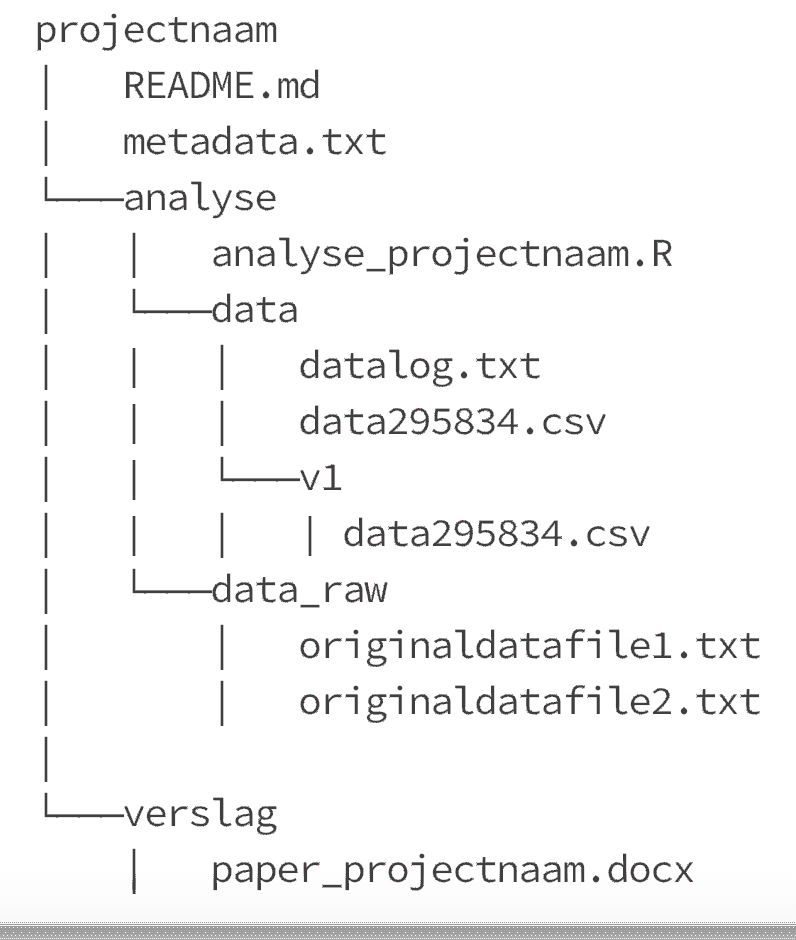 projectnaam
│   README.md
│   metadata.txt
└───analyse
│   │   analyse_projectnaam.R
│   └───data
│   │   │   datalog.txt
│   │   │   data295834.csv
│   │   └───v1
│   │   │   │ data295834.csv
│   └───data_raw
│       │   originaldatafile1.txt
│       │   originaldatafile2.txt
│
└───verslag
    │   paper_projectnaam.docx